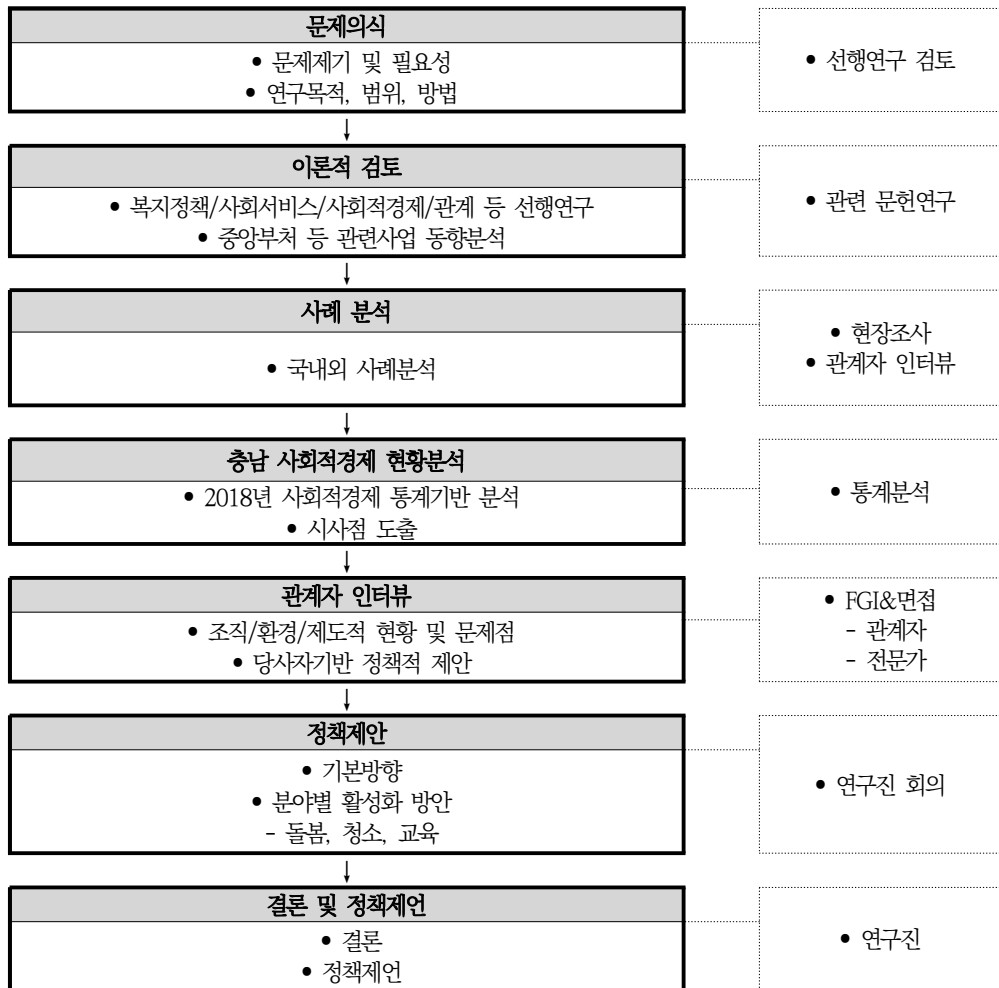 문제의식
• 문제제기 및 필요성
• 연구목적, 범위, 방법
• 선행연구 검토
이론적 검토
• 복지정책/사회서비스/사회적경제/관계 등 선행연구
• 중앙부처 등 관련사업 동향분석
• 관련 문헌연구
사례 분석
• 국내외 사례분석
• 현장조사
• 관계자 인터뷰
충남 사회적경제 현황분석
• 2018년 사회적경제 통계기반 분석
• 시사점 도출
• 통계분석
관계자 인터뷰
• 조직/환경/제도적 현황 및 문제점
• 당사자기반 정책적 제안
• FGI&면접
- 관계자
- 전문가
정책제안
• 기본방향
• 분야별 활성화 방안
- 돌봄, 청소, 교육
• 연구진 회의
결론 및 정책제언
• 결론
• 정책제언
• 연구진